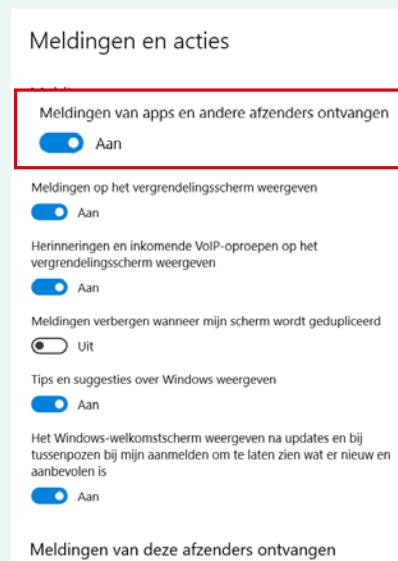 Meldingen en acties
Meldingen van apps en andere afzenders ontvangen
Aan
Meldingen op het vergrendelingsscherm weergeven
Aan
Herinneringen en inkomende VoIP-oproepen op het
vergrendelingsscherm weergeven
Aan
Meldingen verbergen wanneer mijn scherm wordt gedupliceerd
Uit
Tips en suggesties over Windows weergeven
Aan
Het Windows-welkomstscherm weergeven na updates en bij
tussenpozen bij mijn aanmelden om te laten zien wat er nieuw en
aanbevolen is
Aan
Meldingen van deze afzenders ontvangen